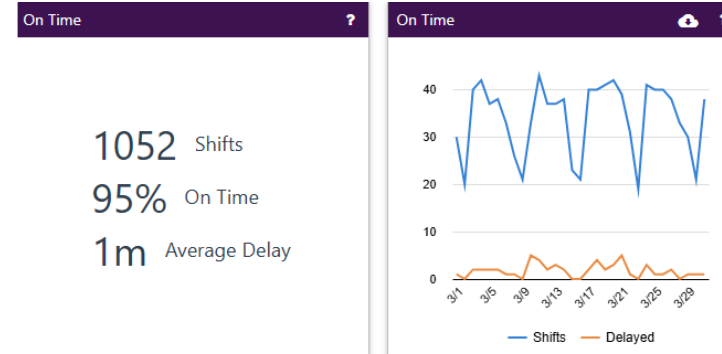 On Time ?
1052 Shifts
95% On Time
1m Average Delay
On Time
40
30
20
10
0
3/1 3/5 3/9 3/13 3/17 3/21 3/25 3/29
Shifts Delayed